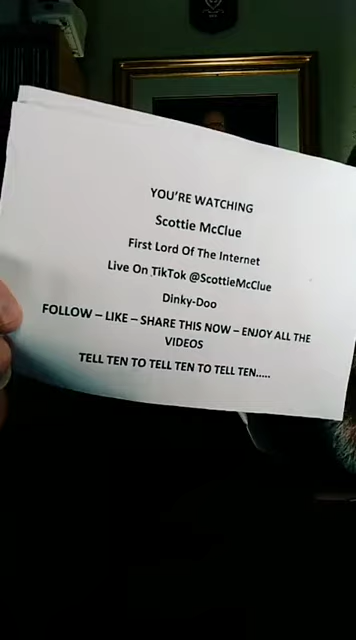 YOU'RE WATCHING
Scottie McClue
First Lord Of The Internet
Live On TikTok @ScottieMcClue
Dinky-Doo
FOLLOW – LIKE – SHARE THIS NOW – ENJOY ALL THE
VIDEOS
TELL TEN TO TELL TEN TO TELL TEN.....